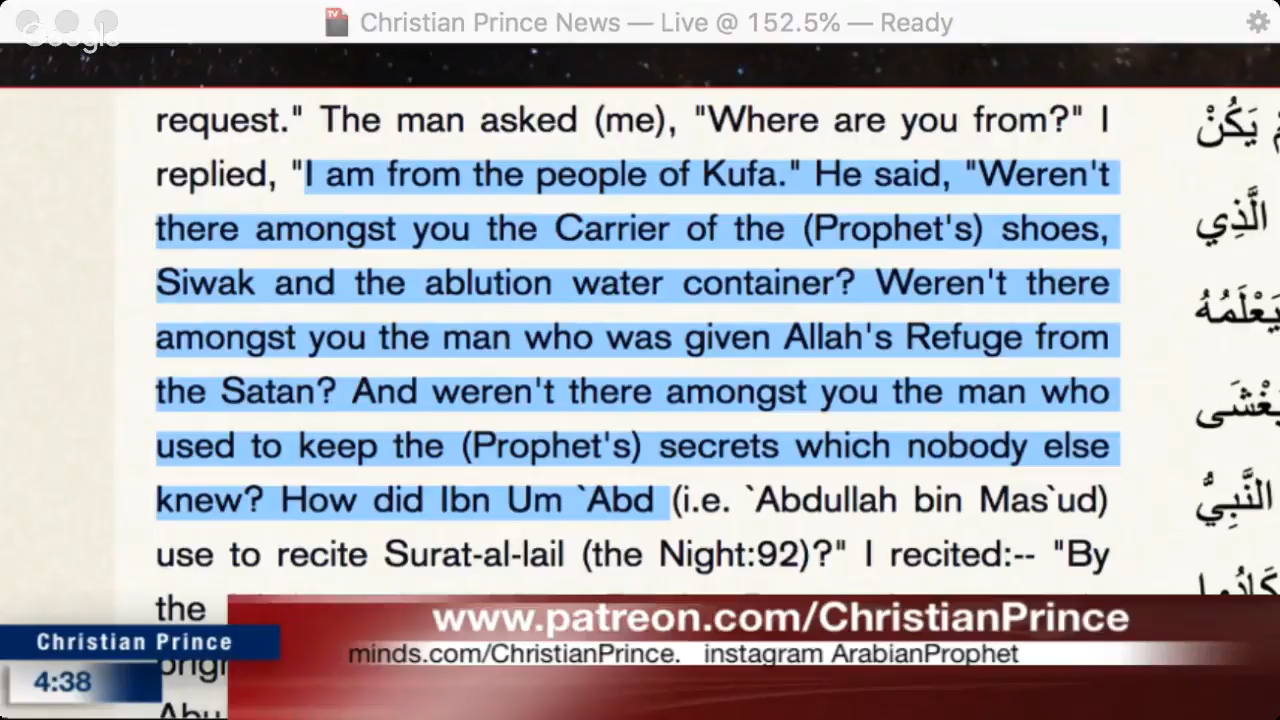 Christian Prince News — Live @ 152.5% — Ready
Google
request." The man asked (me), "Where are you from?" I
replied, "I am from the people of Kufa." He said, "Weren't
there amongst you the Carrier of the (Prophet's) shoes,
Siwak and the ablution water container? Weren't there
amongst you the man who was given Allah's Refuge from
the Satan? And weren't there amongst you the man who
used to keep the (Prophet's) secrets which nobody else
knew? How did Ibn Um `Abd (i.e. `Abdullah bin Mas`ud)
use to recite Surat-al-lail (the Night:92)?" I recited:-- "By
the
يَكُنْ
الَّذِي
يَعْلَمُهُ
يَغْشَى
النَّبِيُّ
كَادُوا
www.patreon.com/ChristianPrince
minds.com/ChristianPrince. instagram ArabianProphet
Christian Prince
4:38